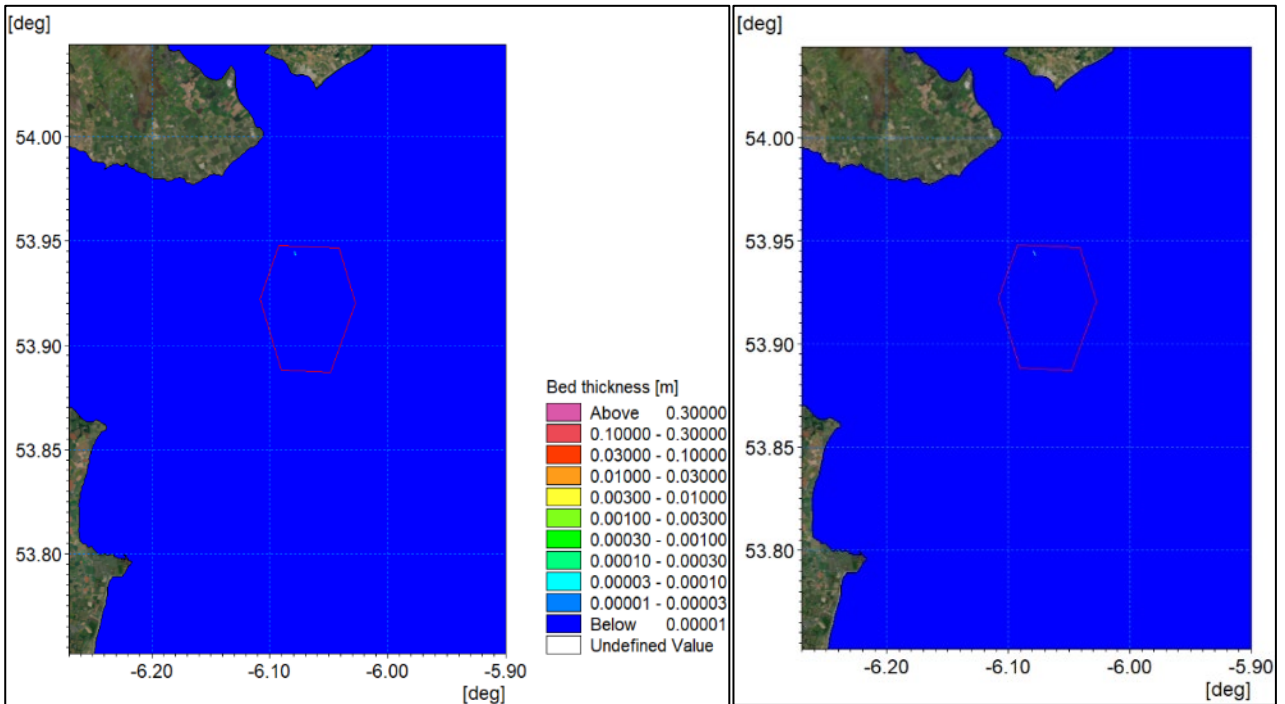 [deg]
54.00
53.95
53.90
53.85
53.80
-6.20
-6.10
-6.00
-5.90
[deg]
Bed thickness [m]
Above 0.30000
0.10000 - 0.30000
0.03000 - 0.10000
0.01000 - 0.03000
0.00300 - 0.01000
0.00100 - 0.00300
0.00030 - 0.00100
0.00010 - 0.00030
0.00003 - 0.00010
0.00001 - 0.00003
Below 0.00001
Undefined Value
[deg]
54.00
53.95
53.90
53.85
53.80
-6.20
-6.10
-6.00
-5.90
[deg]